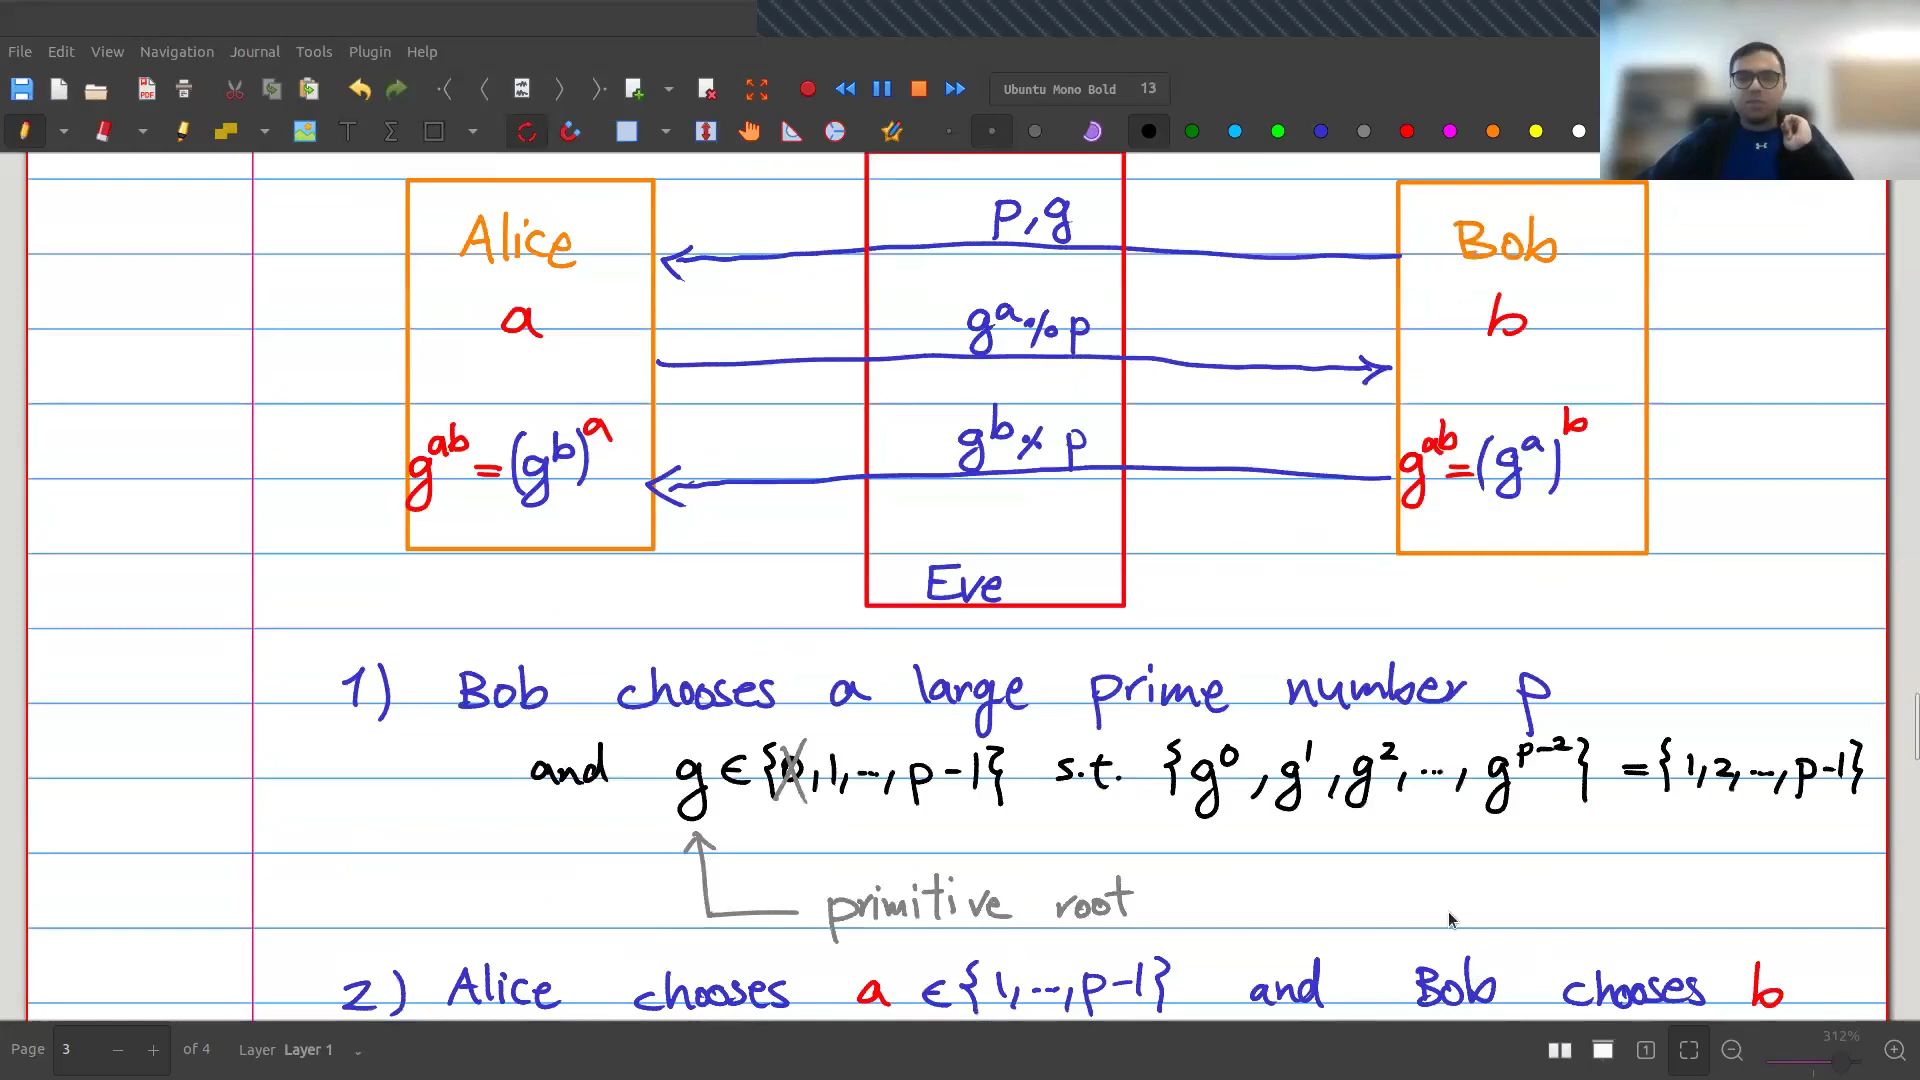 File Edit View Navigation Journal Tools Plugin Help
Ubuntu Mono Bold 13
Alice p, g Bob
a g^a % p b
g^ab = (g^b)^a g^b % p g^ab = (g^a)^b
Eve
1) Bob chooses a large prime number p
and g ∈ {0, 1, ..., p-1} s.t. {g^0, g^1, g^2, ..., g^p-2} = {1, 2, ..., p-1}
primitive root
2) Alice chooses a ∈ {1, ..., p-1} and Bob chooses b
Page 3 of 4 Layer Layer 1 312%